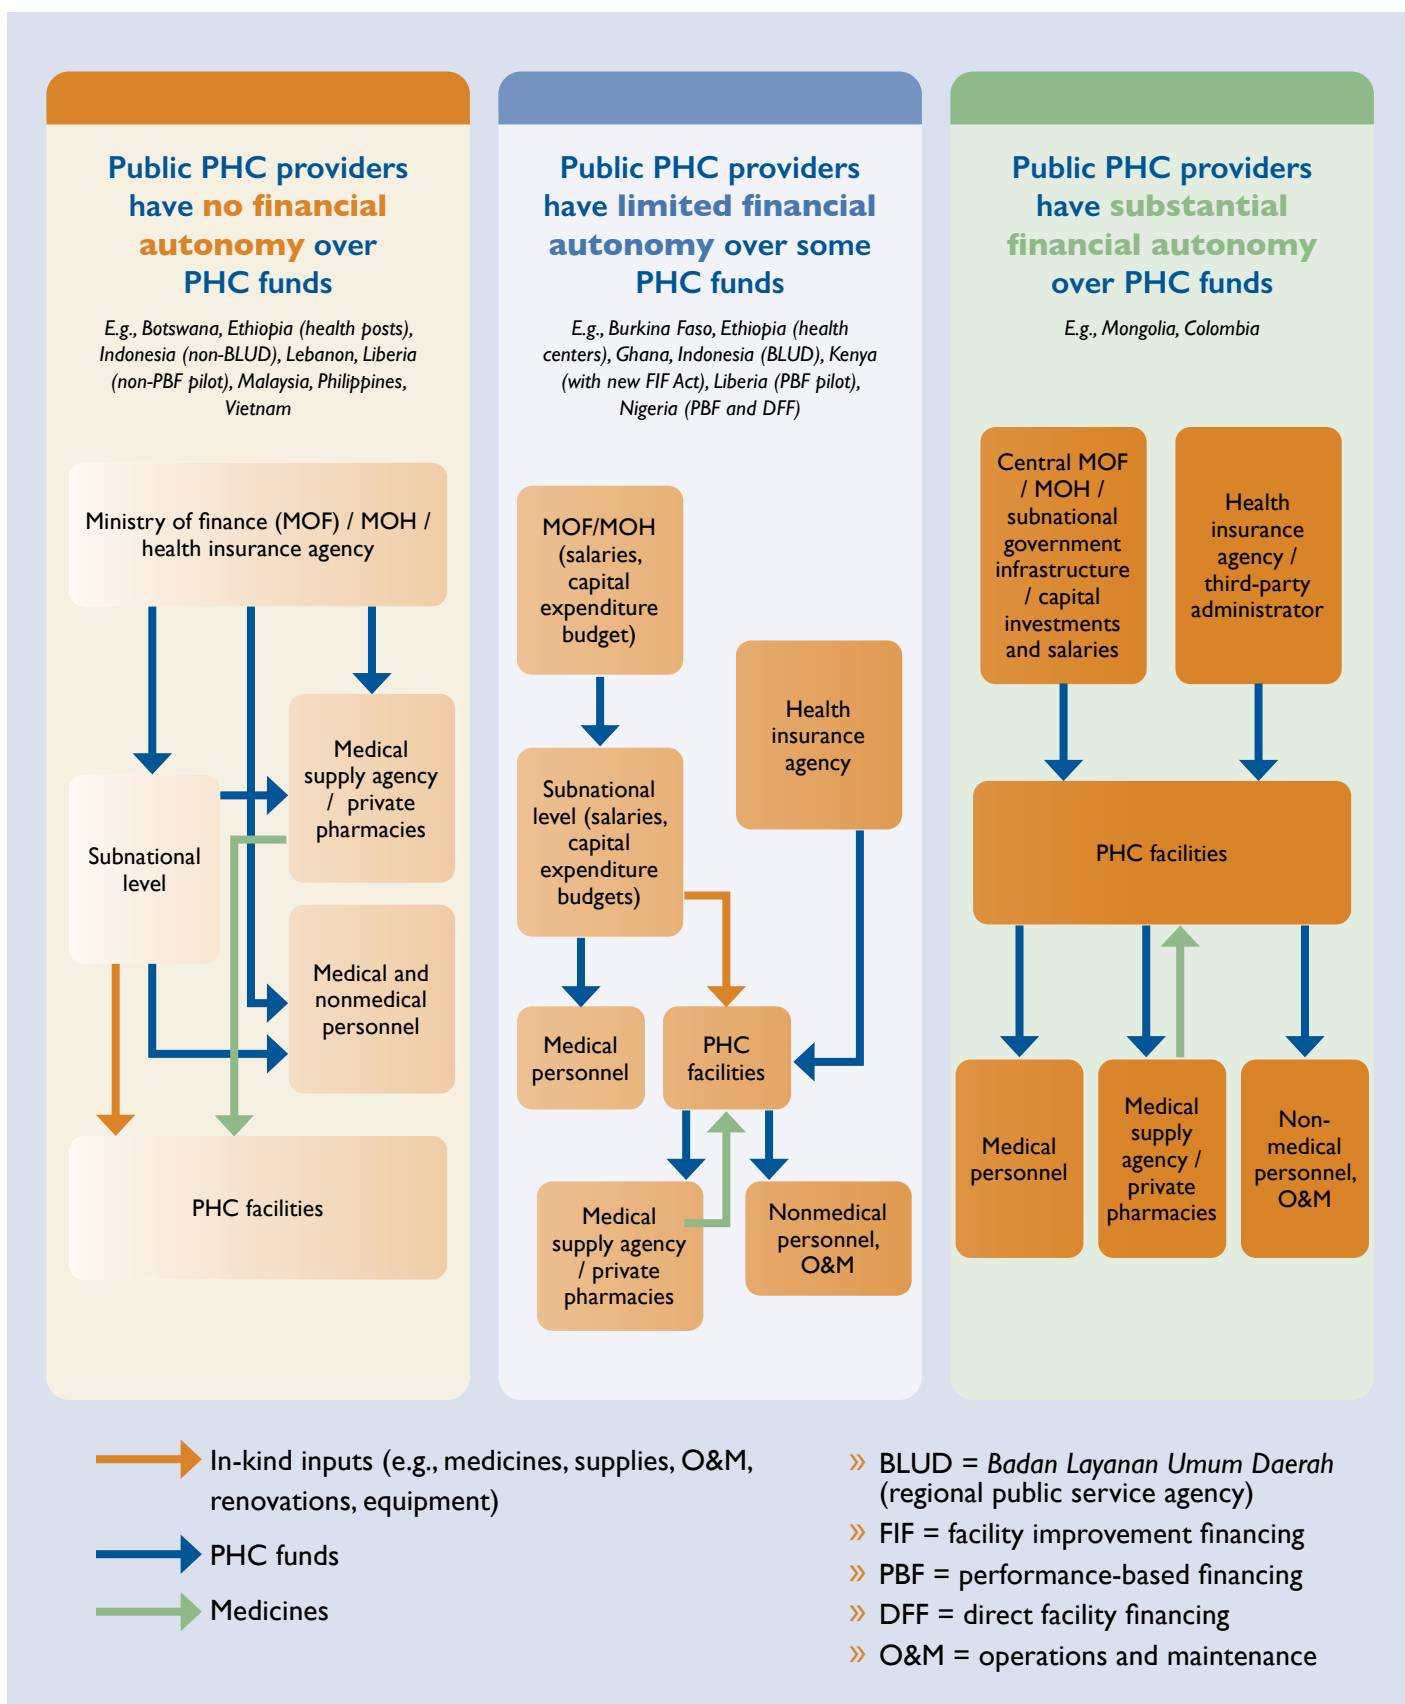 Public PHC providers
have no financial
autonomy over
PHC funds
E.g., Botswana, Ethiopia (health posts),
Indonesia (non-BLUD), Lebanon, Liberia
(non-PBF pilot), Malaysia, Philippines,
Vietnam
Ministry of finance (MOF) / MOH /
health insurance agency
Medical
supply agency
/ private
pharmacies
Subnational
level
Medical and
nonmedical
personnel
PHC facilities
Public PHC providers
have limited financial
autonomy over some
PHC funds
E.g., Burkina Faso, Ethiopia (health
centers), Ghana, Indonesia (BLUD), Kenya
(with new FIF Act), Liberia (PBF pilot),
Nigeria (PBF and DFF)
MOF/MOH
(salaries,
capital
expenditure
budget)
Health
insurance
agency
Subnational
level (salaries,
capital
expenditure
budgets)
Medical
personnel
PHC
facilities
Medical
supply agency
/ private
pharmacies
Nonmedical
personnel,
O&M
Public PHC providers
have substantial
financial autonomy
over PHC funds
E.g., Mongolia, Colombia
Central MOF
/ MOH /
subnational
government
infrastructure
/ capital
investments
and salaries
Health
insurance
agency /
third-party
administrator
PHC facilities
Medical
personnel
Medical
supply
agency /
private
pharmacies
Non-
medical
personnel,
O&M
In-kind inputs (e.g., medicines, supplies, O&M,
renovations, equipment)
PHC funds
Medicines
» BLUD = Badan Layanan Umum Daerah
(regional public service agency)
» FIF = facility improvement financing
» PBF = performance-based financing
» DFF = direct facility financing
» O&M = operations and maintenance